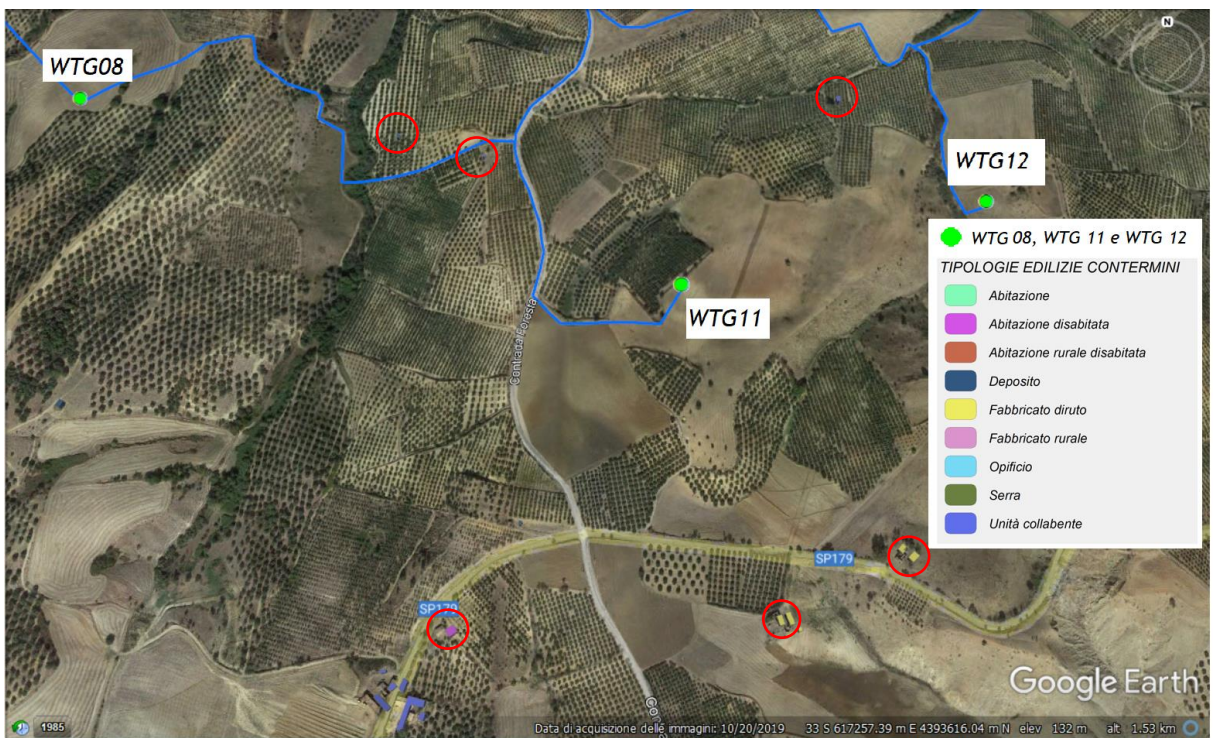 N
WTG08
WTG12
WTG 08, WTG 11 e WTG 12
TIPOLOGIE EDILIZIE CONTERMINI
Abitazione
Abitazione disabitata
Abitazione rurale disabitata
Deposito
Fabbricato diruto
Fabbricato rurale
Opificio
Serra
Unità collabente
WTG11
Contrada Foresta
SP179
SP179
Google Earth
1985
Data di acquisizione delle immagini: 10/20/2019 33 S 617257.39 m E 4393616.04 m N elev 132 m alt 1.53 km